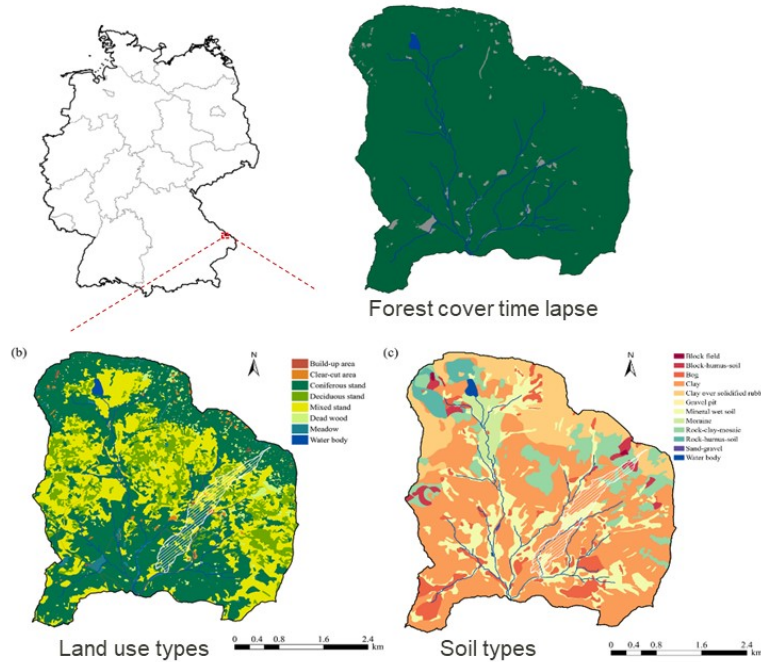 Forest cover time lapse
(b)
N
Build-up area
Clear-cut area
Coniferous stand
Deciduous stand
Mixed stand
Dead wood
Meadow
Water body
Land use types
0 0.4 0.8 1.6 2.4
km
(c)
N
Block field
Block-humus-soil
Bog
Clay
Clay over solidified rubb
Gravel pit
Mineral wet soil
Moraine
Rock-clay-mosaic
Rock-humus-soil
Sand-gravel
Water body
Soil types
0 0.4 0.8 1.6 2.4
km